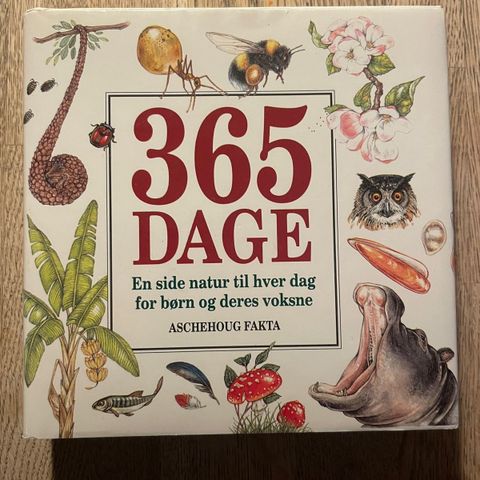 365
DAGE
En side natur til hver dag
for børn og deres voksne
ASCHEHOUG FAKTA